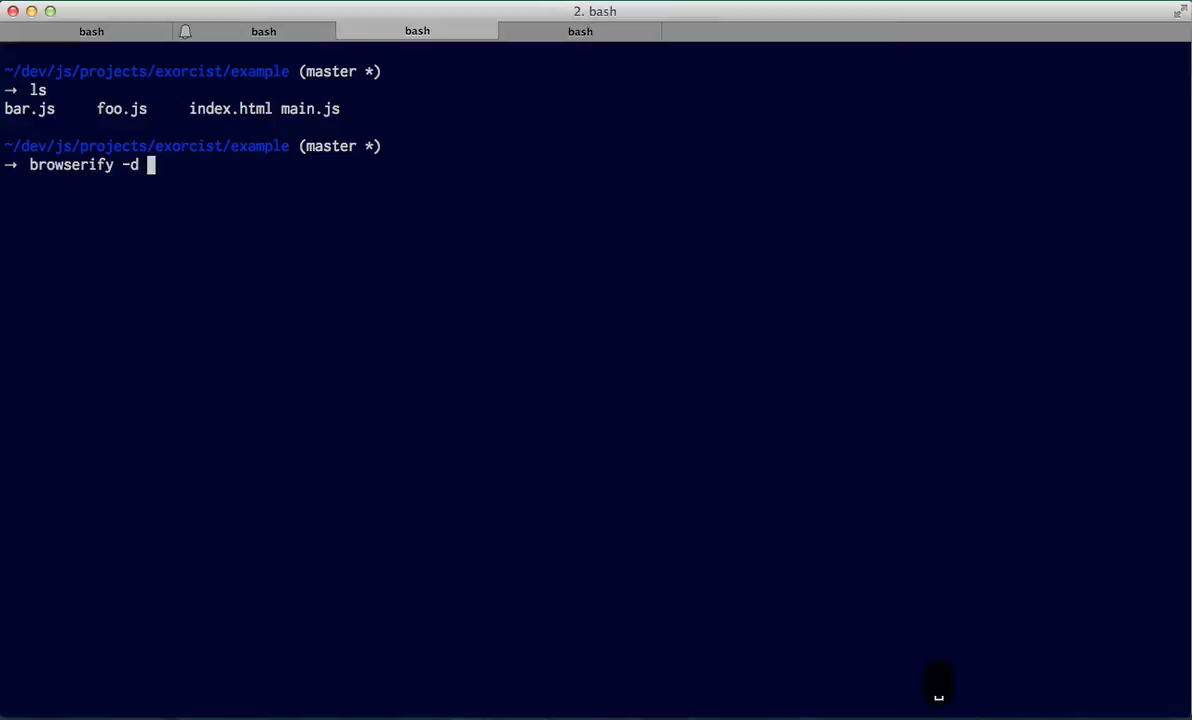 2. bash
bash bash bash bash
~/dev/js/projects/exorcist/example (master *)
→ ls
bar.js foo.js index.html main.js
~/dev/js/projects/exorcist/example (master *)
→ browserify -d
␣